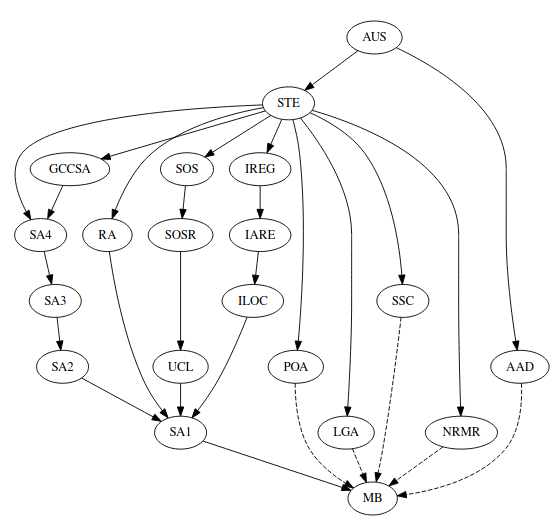 AUS
STE
GCCSA
SOS
IREG
SA4
RA
SOSR
IARE
SA3
ILOC
SSC
SA2
UCL
POA
AAD
SA1
LGA
NRMR
MB